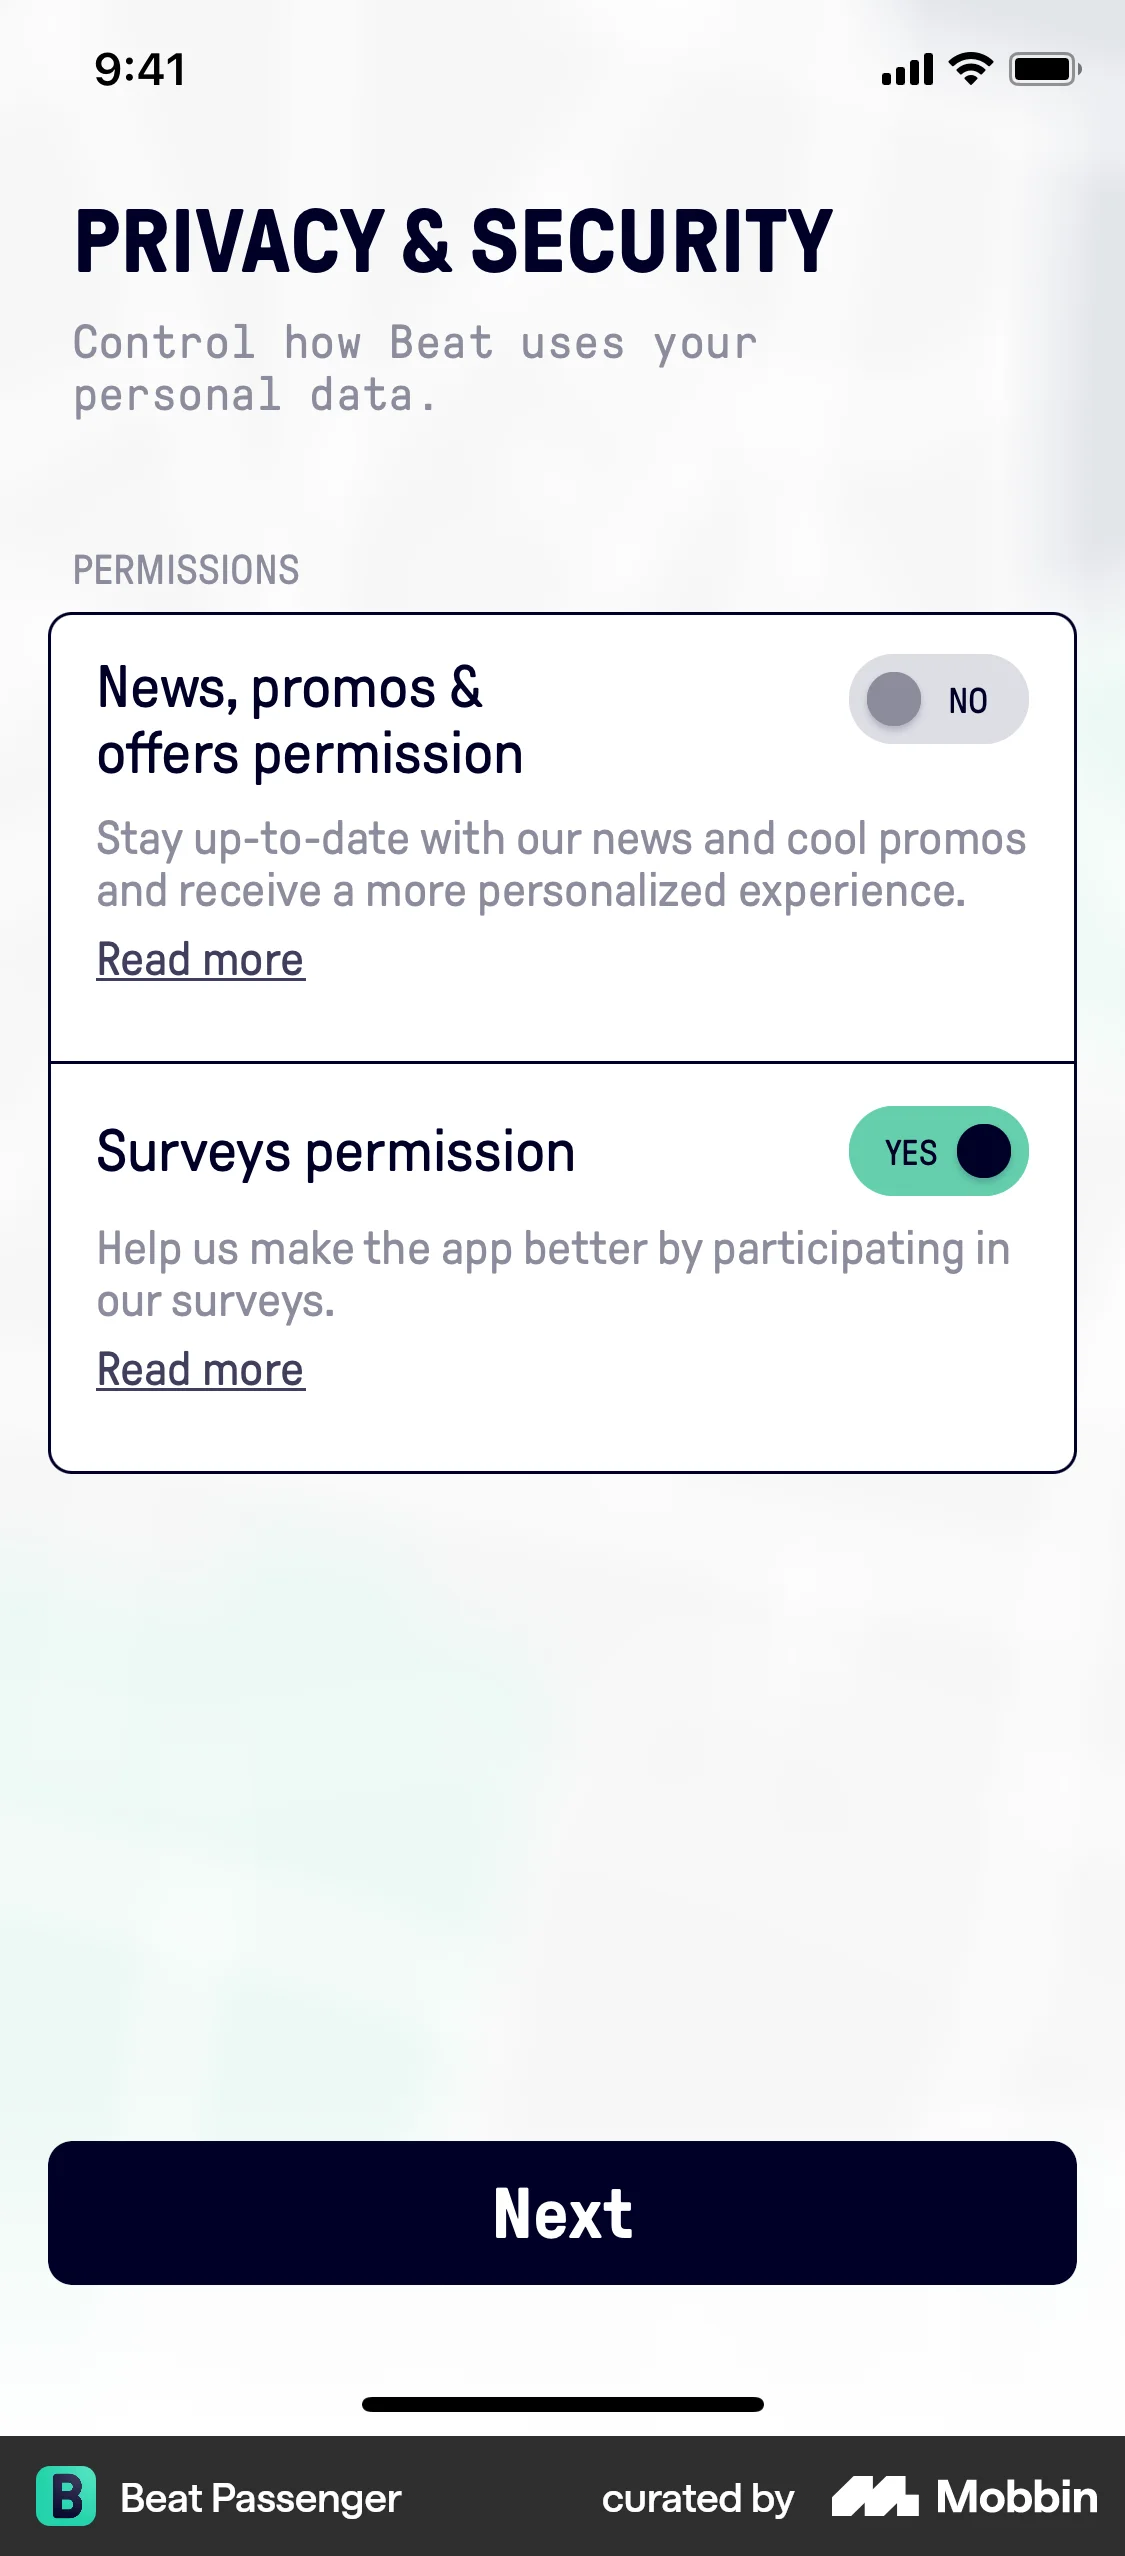 9:41
PRIVACY & SECURITY
Control how Beat uses your
personal data.
PERMISSIONS
News, promos &
offers permission
NO
Stay up-to-date with our news and cool promos
and receive a more personalized experience.
Read more
Surveys permission
YES
Help us make the app better by participating in
our surveys.
Read more
Next
B Beat Passenger
curated by Mobbin